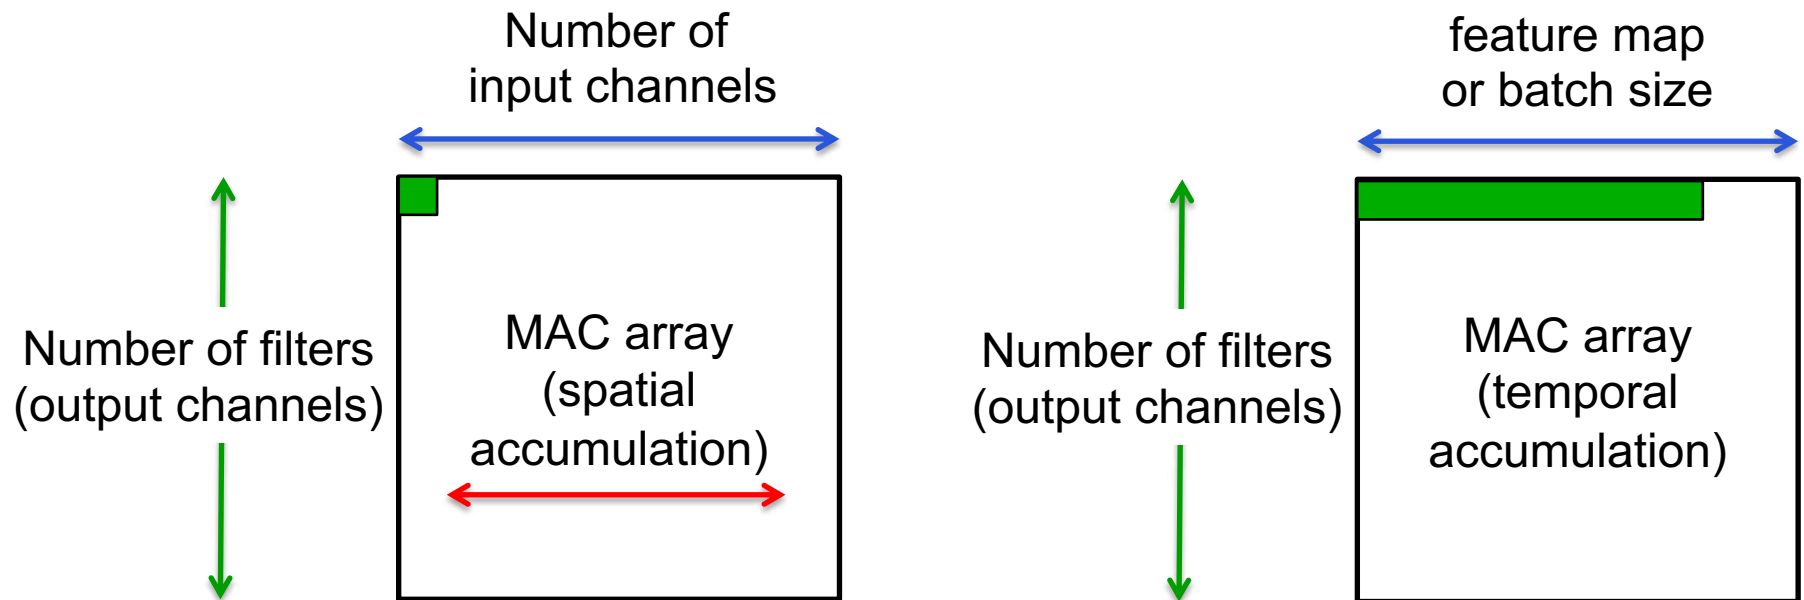 Number of
input channels
Number of filters
(output channels)
MAC array
(spatial
accumulation)
feature map
or batch size
Number of filters
(output channels)
MAC array
(temporal
accumulation)